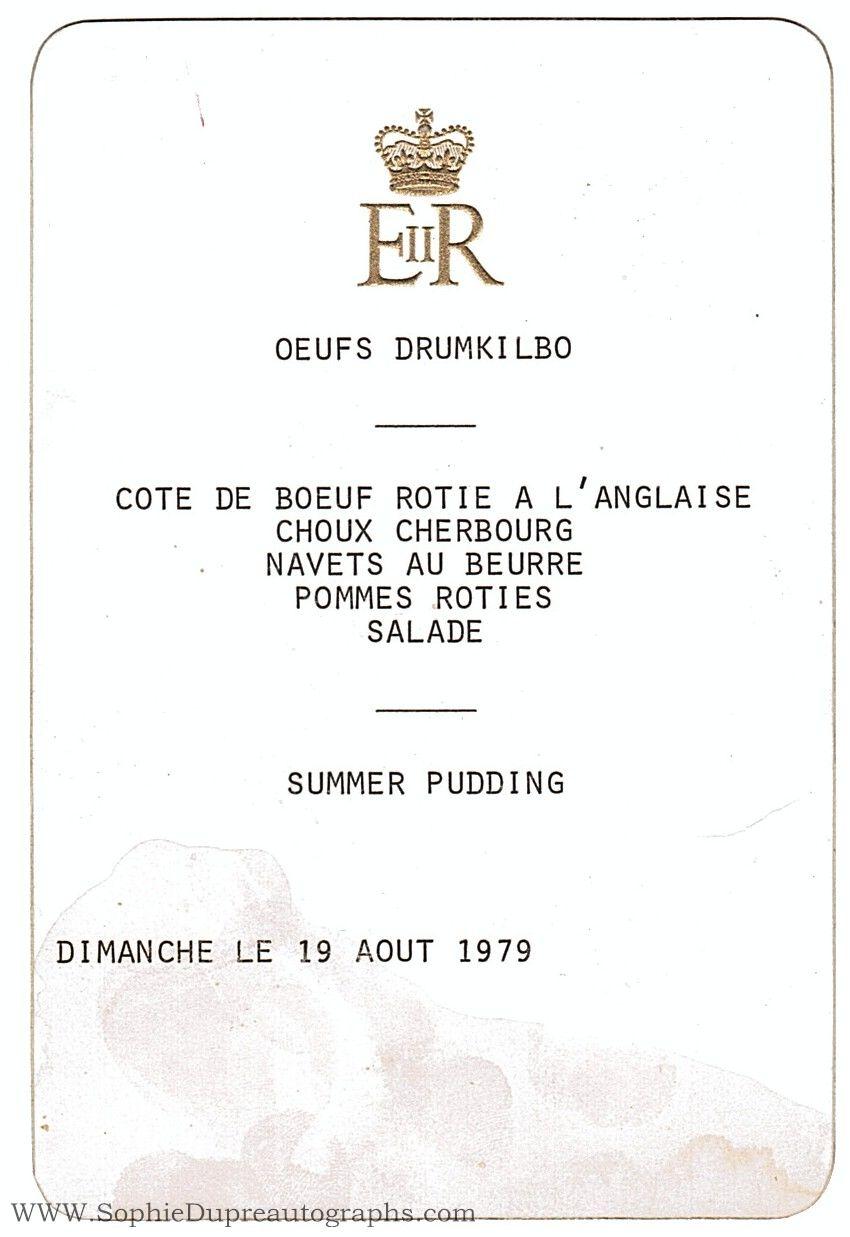 EIIR
OEUFS DRUMKILBO
COTE DE BOEUF ROTIE A L'ANGLAISE
CHOUX CHERBOURG
NAVETS AU BEURRE
POMMES ROTIES
SALADE
SUMMER PUDDING
DIMANCHE LE 19 AOUT 1979
WWW.SophieDupreautographs.com